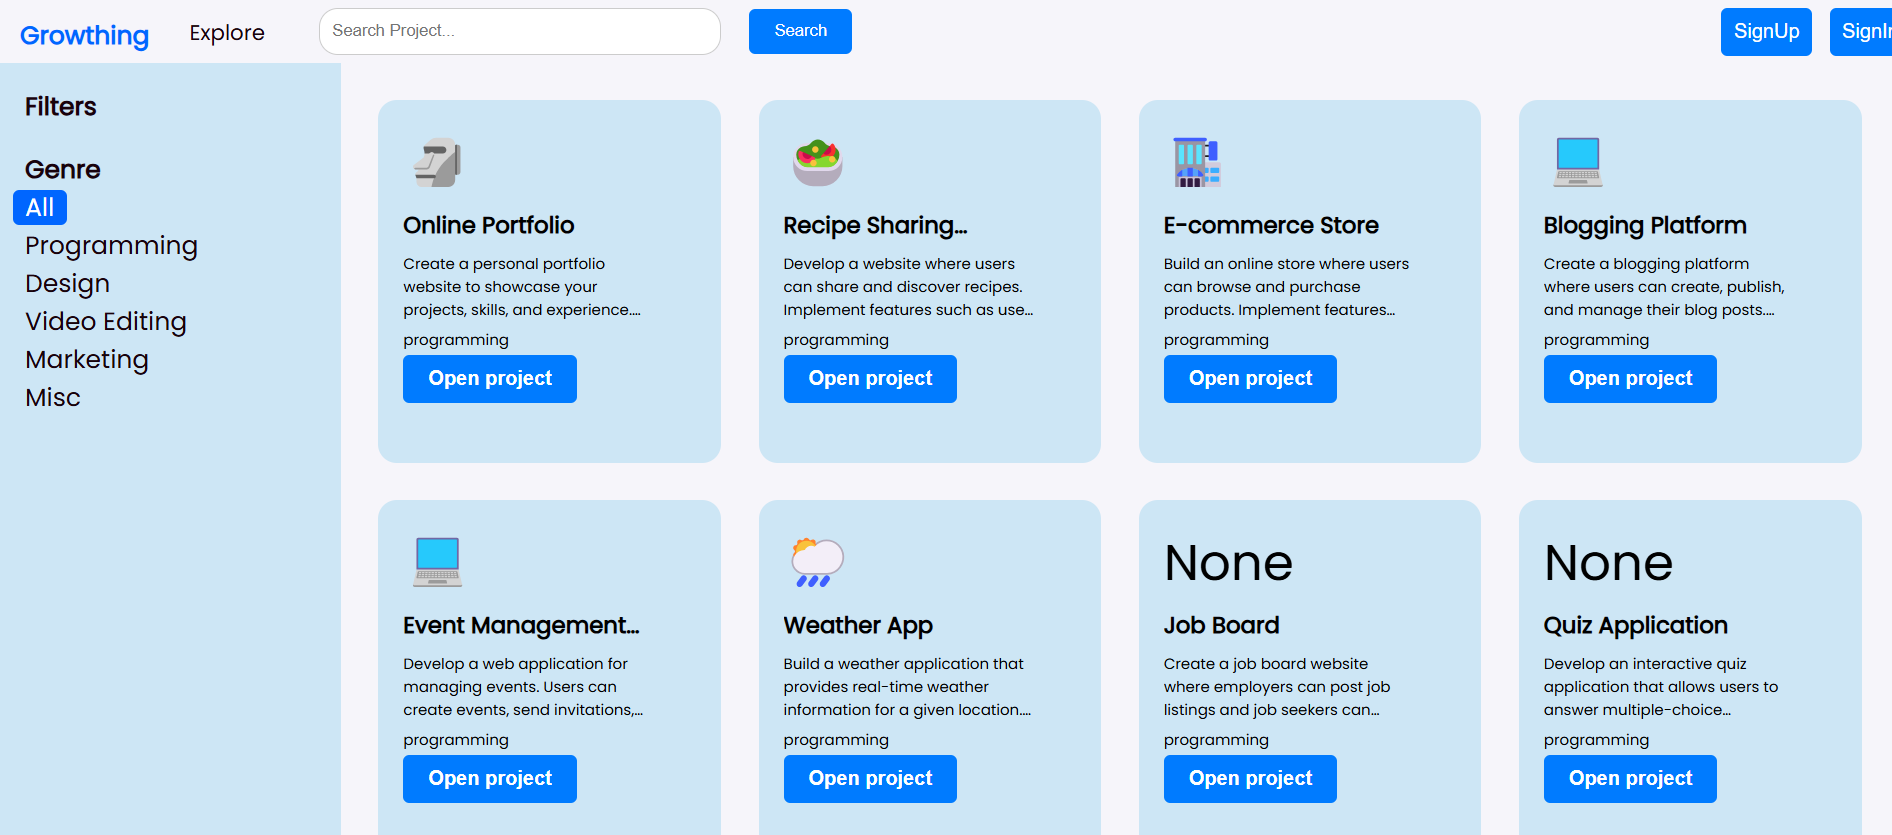 Growthing
Explore
Search Project...
Search
SignUp
SignIn
Filters
Genre
All
Programming
Design
Video Editing
Marketing
Misc
Online Portfolio
Create a personal portfolio
website to showcase your
projects, skills, and experience....
programming
Open project
Recipe Sharing...
Develop a website where users
can share and discover recipes.
Implement features such as use...
programming
Open project
E-commerce Store
Build an online store where users
can browse and purchase
products. Implement features...
programming
Open project
Blogging Platform
Create a blogging platform
where users can create, publish,
and manage their blog posts....
programming
Open project
Event Management...
Develop a web application for
managing events. Users can
create events, send invitations,...
programming
Open project
Weather App
Build a weather application that
provides real-time weather
information for a given location....
programming
Open project
None
Job Board
Create a job board website
where employers can post job
listings and job seekers can...
programming
Open project
None
Quiz Application
Develop an interactive quiz
application that allows users to
answer multiple-choice...
programming
Open project